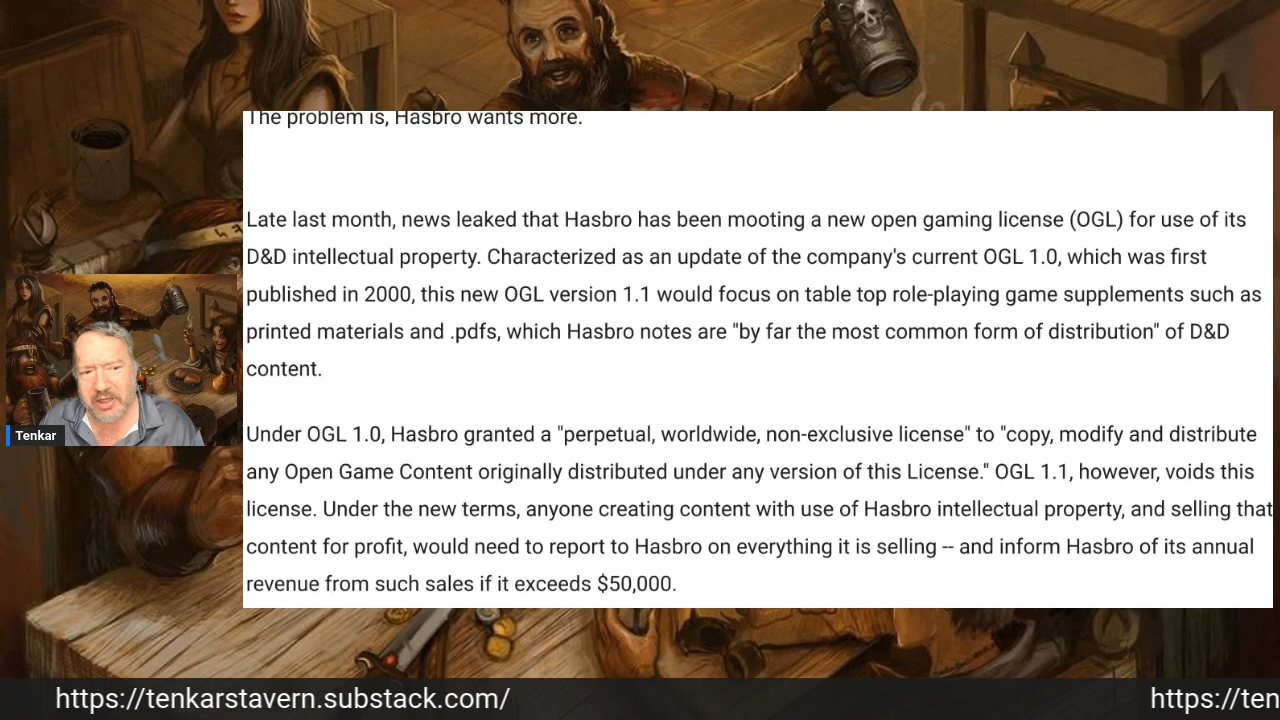 The problem is, Hasbro wants more.
Late last month, news leaked that Hasbro has been mooting a new open gaming license (OGL) for use of its
D&D intellectual property. Characterized as an update of the company's current OGL 1.0, which was first
published in 2000, this new OGL version 1.1 would focus on table top role-playing game supplements such as
printed materials and .pdfs, which Hasbro notes are "by far the most common form of distribution" of D&D
content.
Under OGL 1.0, Hasbro granted a "perpetual, worldwide, non-exclusive license" to "copy, modify and distribute
any Open Game Content originally distributed under any version of this License." OGL 1.1, however, voids this
license. Under the new terms, anyone creating content with use of Hasbro intellectual property, and selling that
content for profit, would need to report to Hasbro on everything it is selling -- and inform Hasbro of its annual
revenue from such sales if it exceeds $50,000.
Tenkar
https://tenkarstavern.substack.com/
https://ten